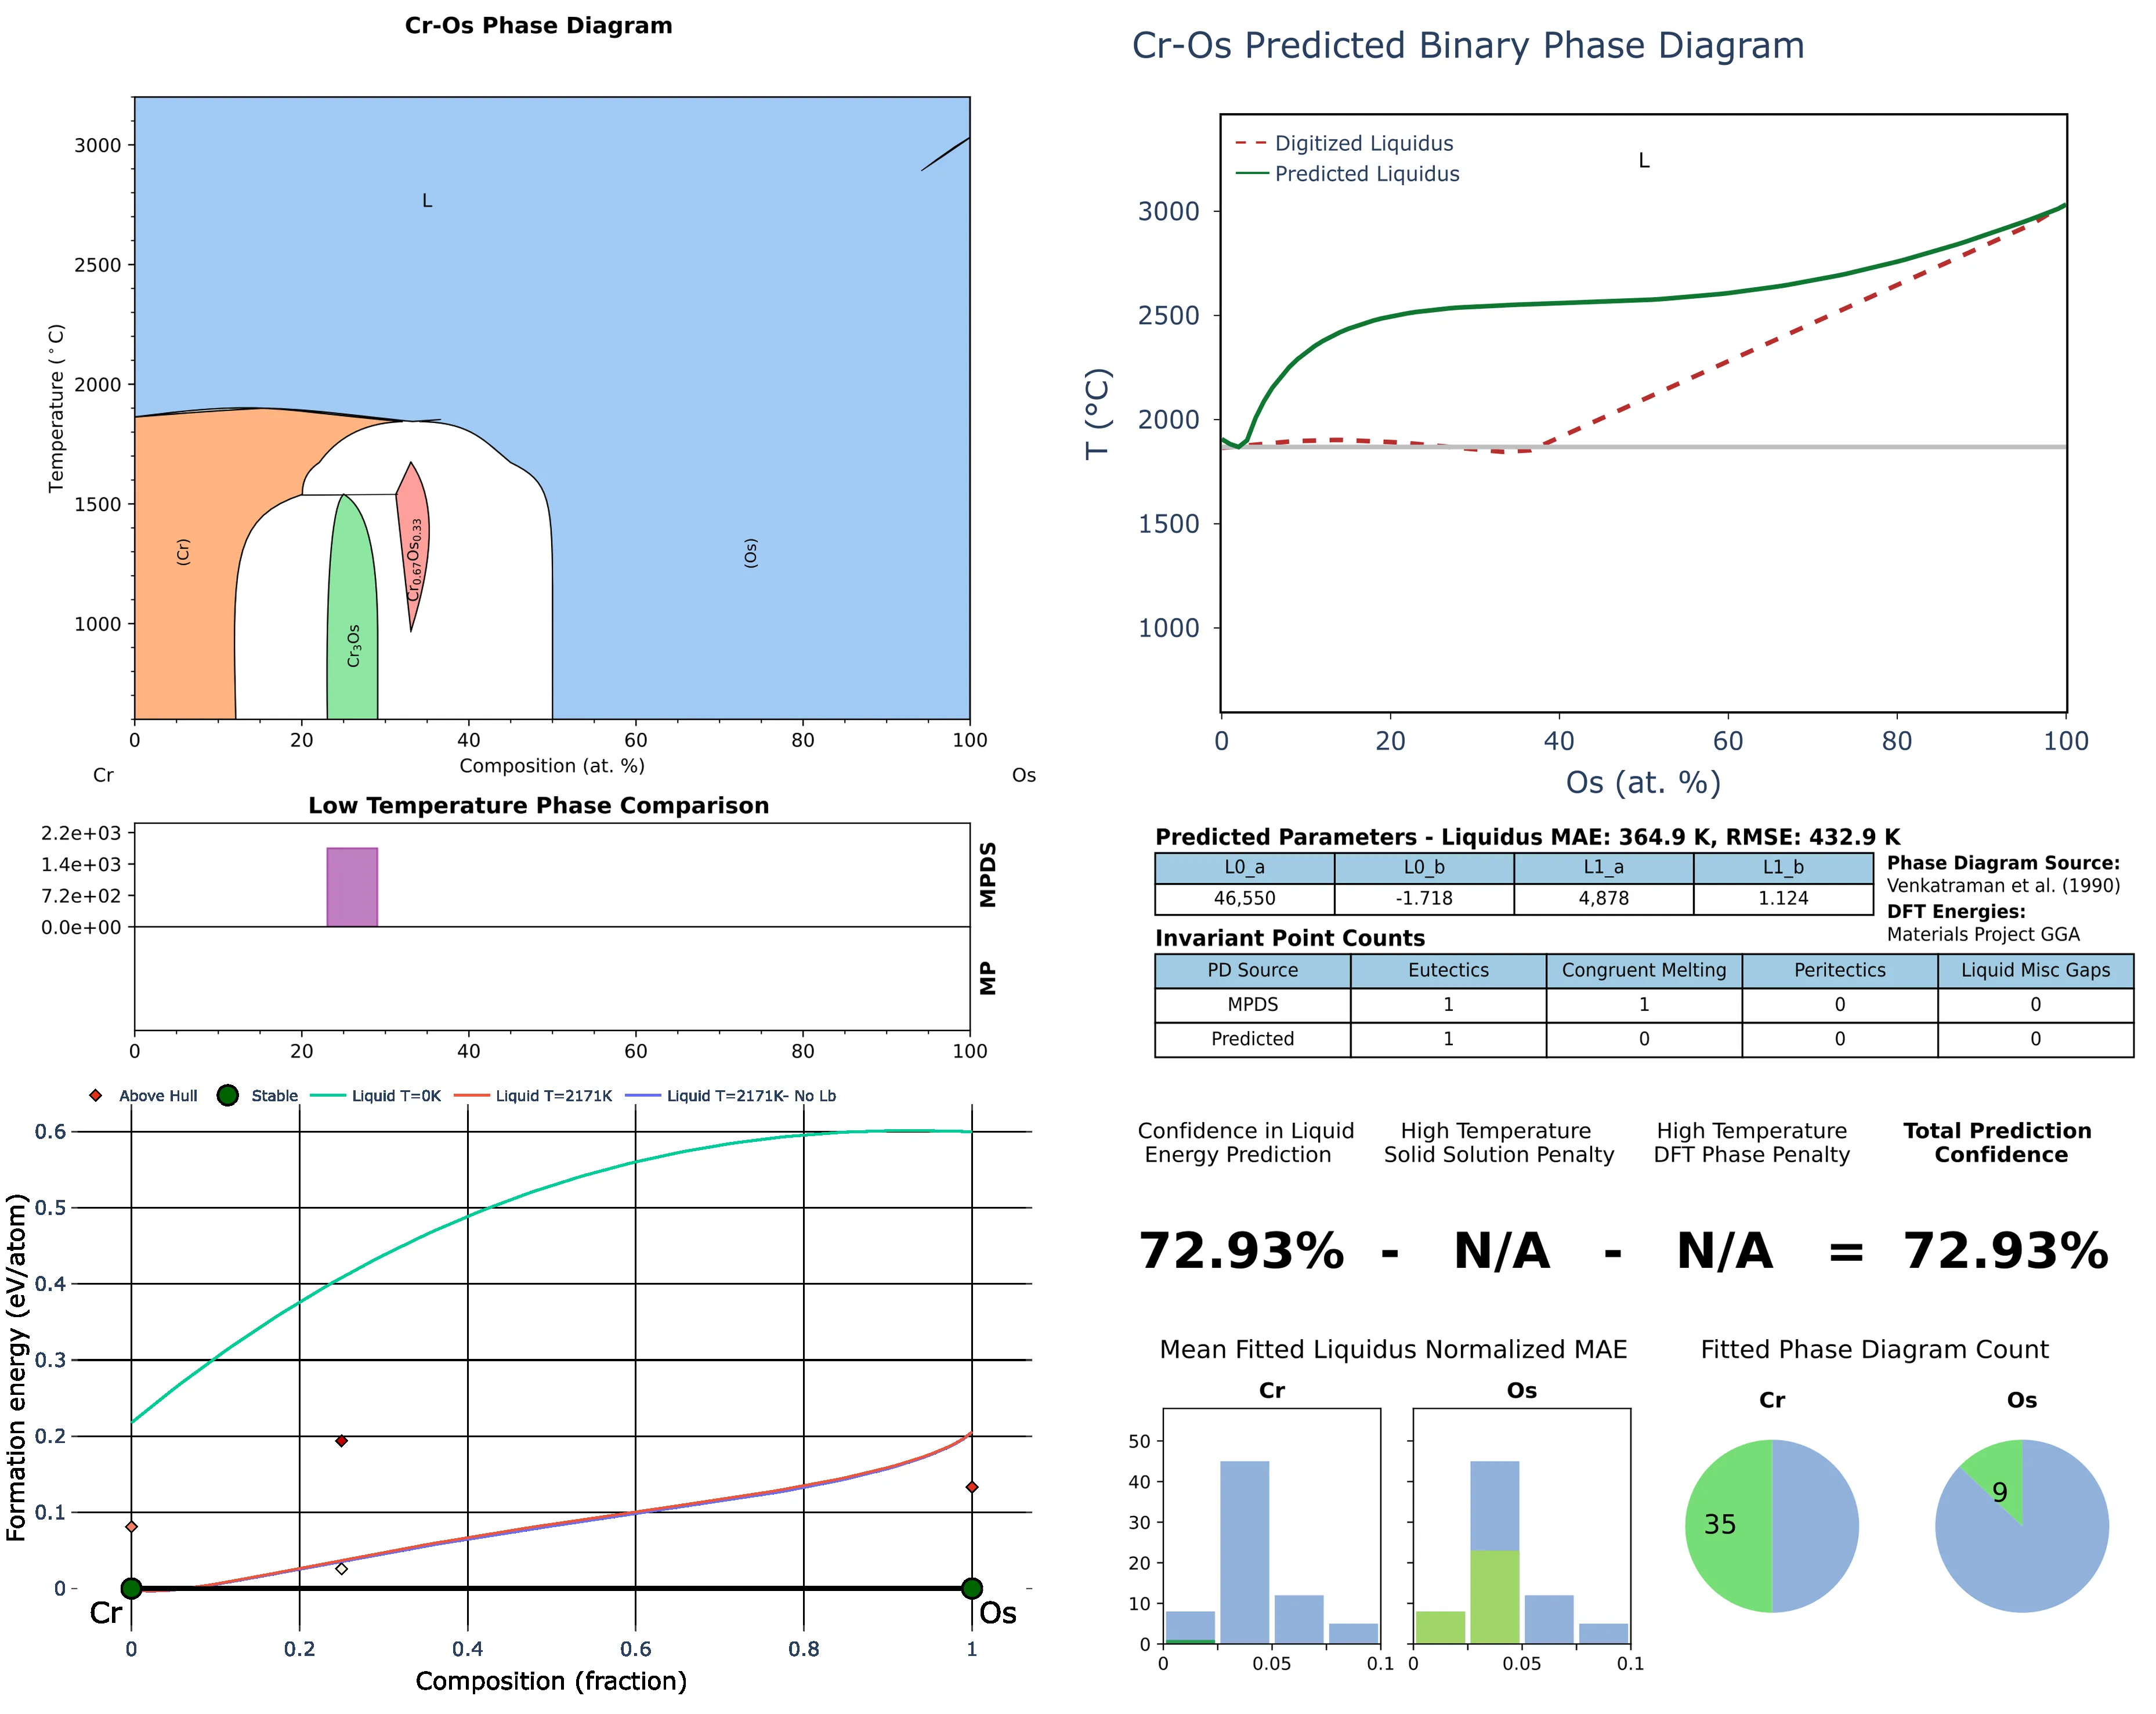 Cr-Os Phase Diagram
3000
2500
2000
1500
1000
Temperature (°C)
L
(Cr)
Cr3Os
Cr0.67Os0.33
(Os)
0 20 40 60 80 100
Composition (at. %)
Cr Os
Low Temperature Phase Comparison
2.2e+03
1.4e+03
7.2e+02
0.0e+00
MPDS
MP
0 20 40 60 80 100
Above Hull Stable Liquid T=0K Liquid T=2171K Liquid T=2171K- No Lb
0.6
0.5
0.4
0.3
0.2
0.1
0
Formation energy (eV/atom)
Cr Os
0 0.2 0.4 0.6 0.8 1
Composition (fraction)
Cr-Os Predicted Binary Phase Diagram
Digitized Liquidus
Predicted Liquidus
L
3000
2500
2000
1500
1000
T (°C)
0 20 40 60 80 100
Os (at. %)
Predicted Parameters - Liquidus MAE: 364.9 K, RMSE: 432.9 K
L0_a L0_b L1_a L1_b
46,550 -1.718 4,878 1.124
Phase Diagram Source:
Venkatraman et al. (1990)
DFT Energies:
Materials Project GGA
Invariant Point Counts
PD Source Eutectics Congruent Melting Peritectics Liquid Misc Gaps
MPDS 1 1 0 0
Predicted 1 0 0 0
Confidence in Liquid
Energy Prediction
High Temperature
Solid Solution Penalty
High Temperature
DFT Phase Penalty
Total Prediction
Confidence
72.93% - N/A - N/A = 72.93%
Mean Fitted Liquidus Normalized MAE
Cr Os
50
40
30
20
10
0
0 0.05 0.1 0 0.05 0.1
Fitted Phase Diagram Count
Cr Os
35
9